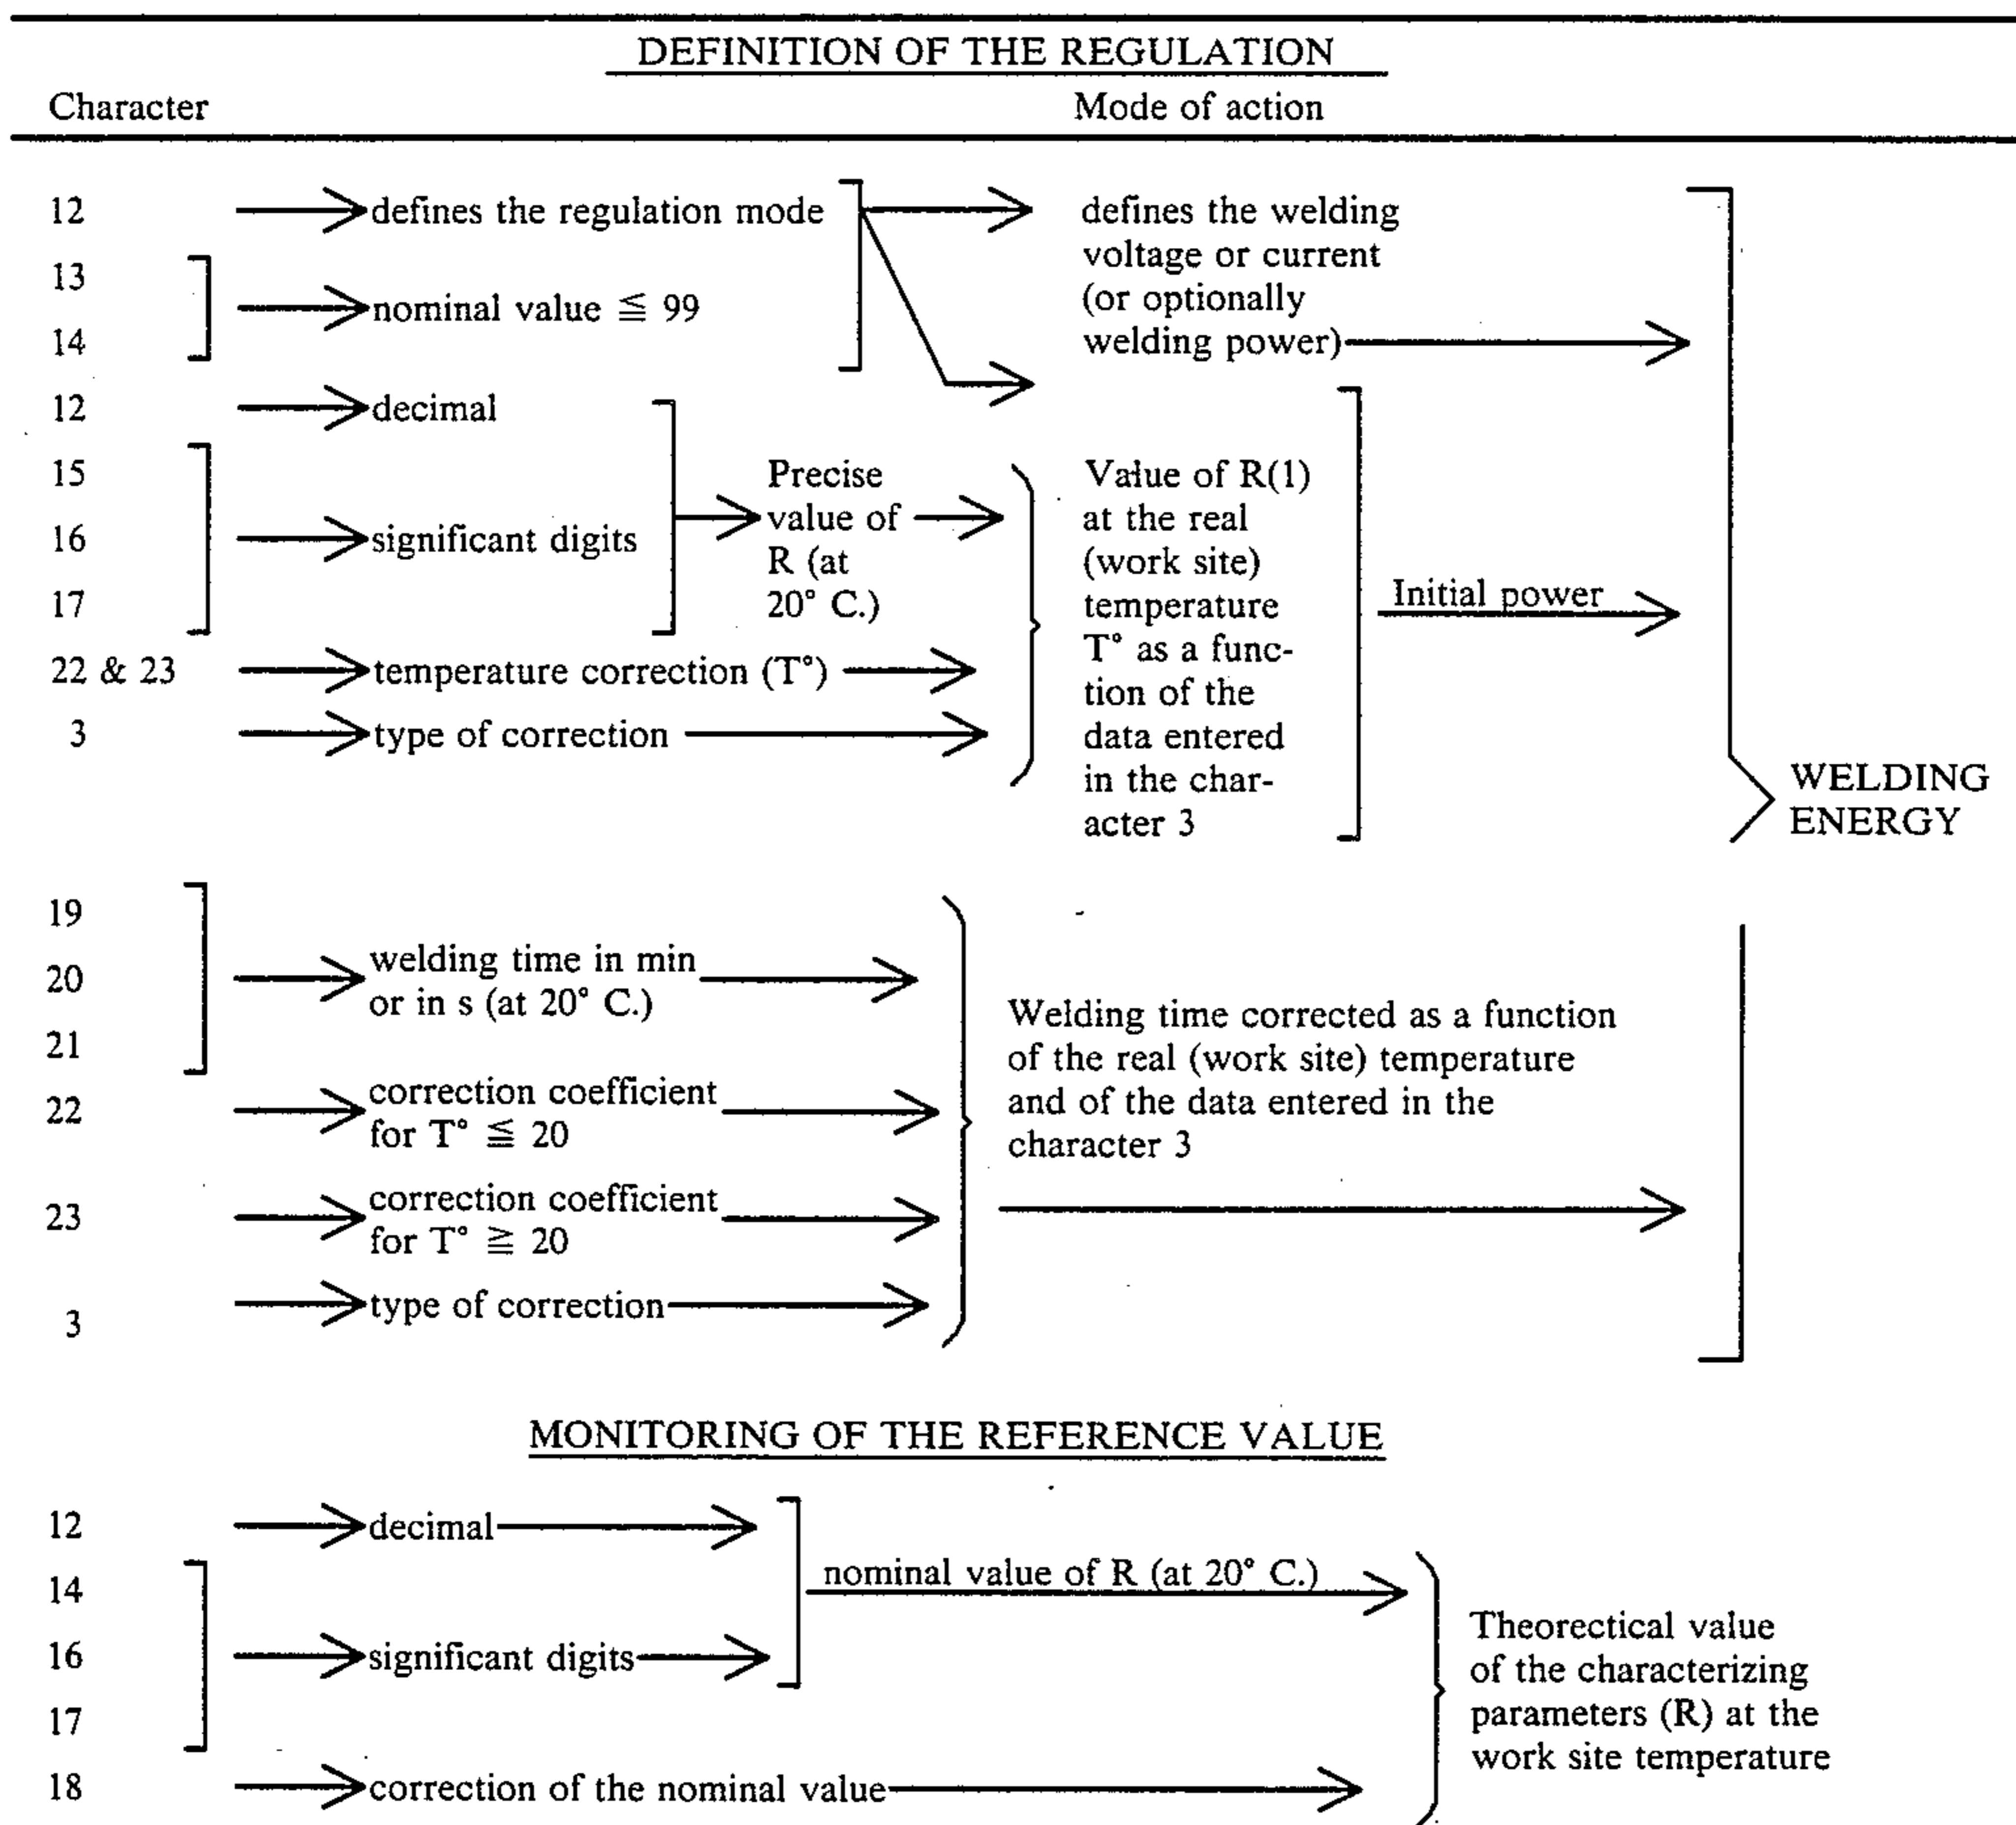 DEFINITION OF THE REGULATION
Character Mode of action
12 defines the regulation mode defines the welding
voltage or current
13
nominal value ≦ 99 (or optionally
14 welding power)
12 decimal
15 Precise Value of R(1)
value of at the real
16 significant digits R (at (work site)
17 20° C.) temperature Initial power
T° as a func-
22 & 23 temperature correction (T°)
tion of the
3 type of correction data entered
in the char-
acter 3
WELDING
ENERGY
19
20 welding time in min
or in s (at 20° C.)
21
Welding time corrected as a function
of the real (work site) temperature
and of the data entered in the
character 3
22 correction coefficient
for T° ≦ 20
23 correction coefficient
for T° ≧ 20
3 type of correction
MONITORING OF THE REFERENCE VALUE
12 decimal
14 nominal value of R (at 20° C.)
16 significant digits
17
18 correction of the nominal value
Theorectical value
of the characterizing
parameters (R) at the
work site temperature